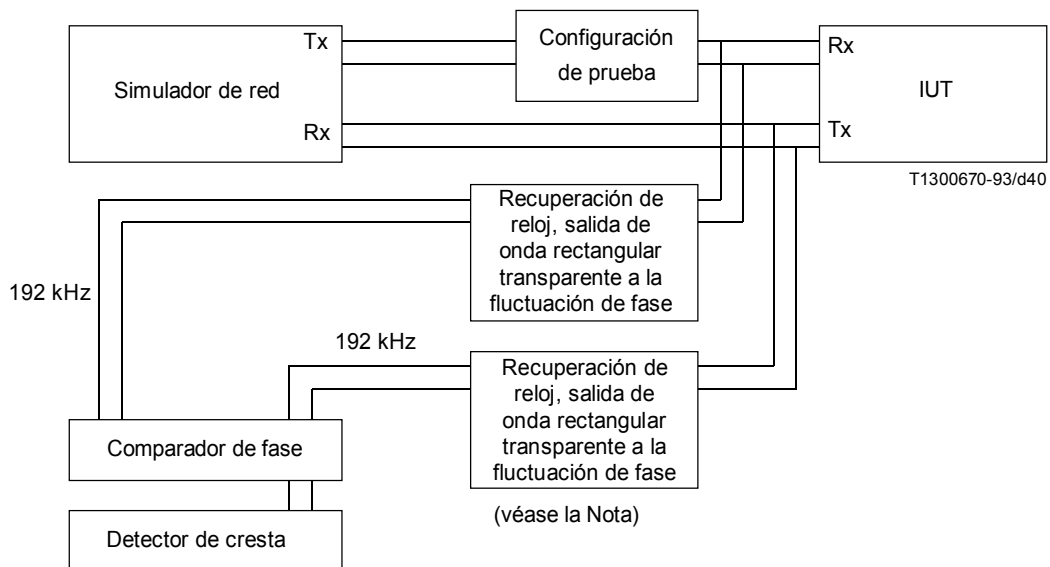 Tx
Configuración
de prueba
Rx
Simulador de red
IUT
Rx
Tx
T1300670-93/d40
Recuperación de
reloj, salida de
onda rectangular
transparente a la
fluctuación de fase
192 kHz
192 kHz
Recuperación de
reloj, salida de
onda rectangular
transparente a la
fluctuación de fase
Comparador de fase
(véase la Nota)
Detector de cresta